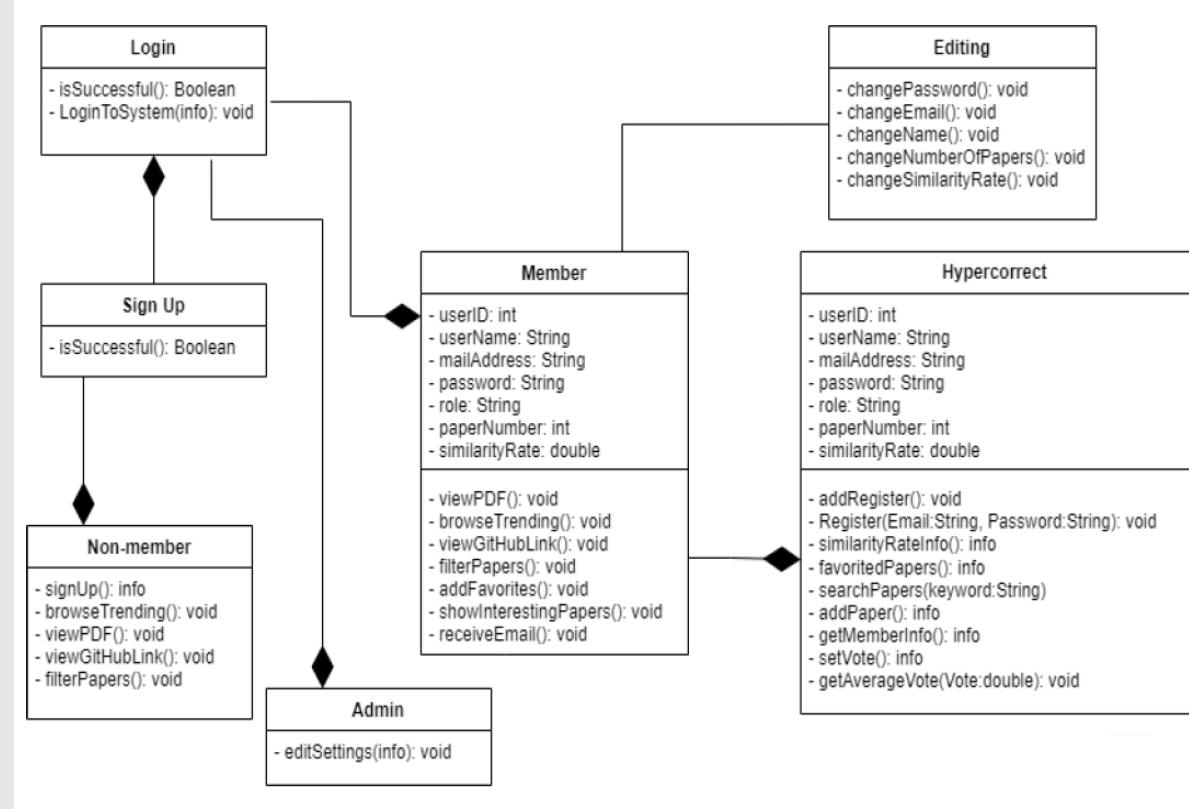 Login
- isSuccessful(): Boolean
- LoginToSystem(info): void
Editing
- changePassword(): void
- changeEmail(): void
- changeName(): void
- changeNumberOfPapers(): void
- changeSimilarityRate(): void
Sign Up
- isSuccessful(): Boolean
Member
- userID: int
- userName: String
- mailAddress: String
- password: String
- role: String
- paperNumber: int
- similarityRate: double
- viewPDF(): void
- browseTrending(): void
- viewGitHubLink(): void
- filterPapers(): void
- addFavorites(): void
- showInterestingPapers(): void
- receiveEmail(): void
Hypercorrect
- userID: int
- userName: String
- mailAddress: String
- password: String
- role: String
- paperNumber: int
- similarityRate: double
- addRegister(): void
- Register(Email:String, Password:String): void
- similarityRateInfo(): info
- favoritedPapers(): info
- searchPapers(keyword:String)
- addPaper(): info
- getMemberInfo(): info
- setVote(): info
- getAverageVote(Vote:double): void
Non-member
- signUp(): info
- browseTrending(): void
- viewPDF(): void
- viewGitHubLink(): void
- filterPapers(): void
Admin
- editSettings(info): void